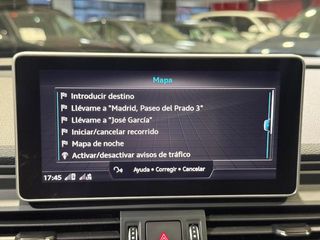 Mapa
Introducir destino
Llévame a "Madrid, Paseo del Prado 3"
Llévame a "José García"
Iniciar/cancelar recorrido
Mapa de noche
Activar/desactivar avisos de tráfico
Ayuda • Corregir • Cancelar
17:45